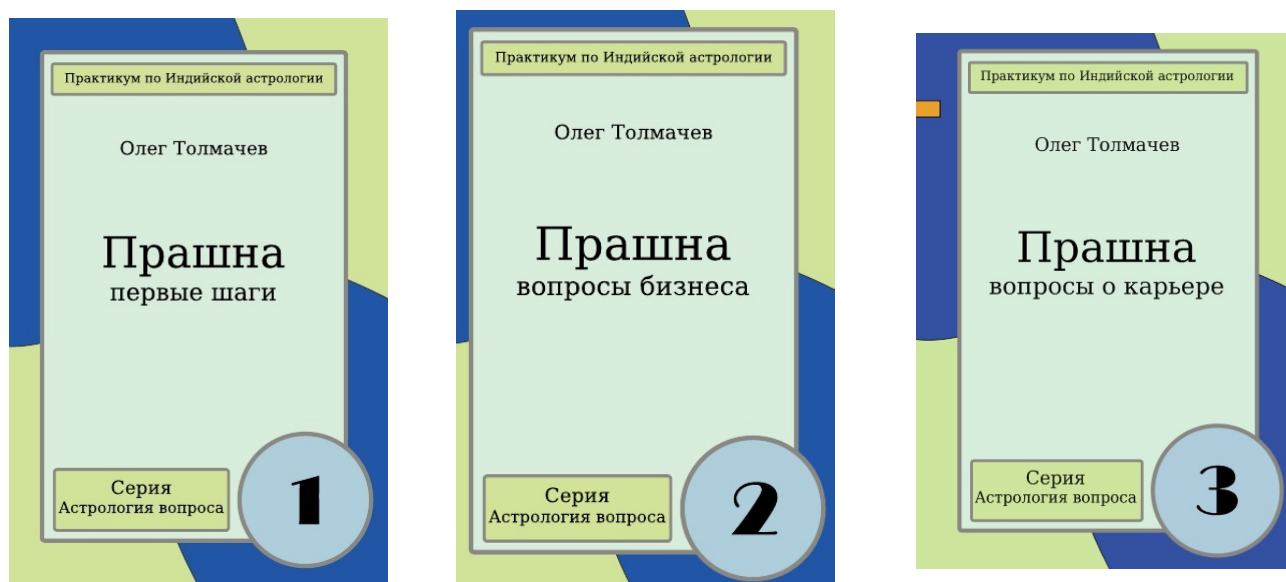 Практикум по Индийской астрологии
Олег Толмачев
Прашна
первые шаги
Серия
Астрология вопроса
1
Практикум по Индийской астрологии
Олег Толмачев
Прашна
вопросы бизнеса
Серия
Астрология вопроса
2
Практикум по Индийской астрологии
Олег Толмачев
Прашна
вопросы о карьере
Серия
Астрология вопроса
3